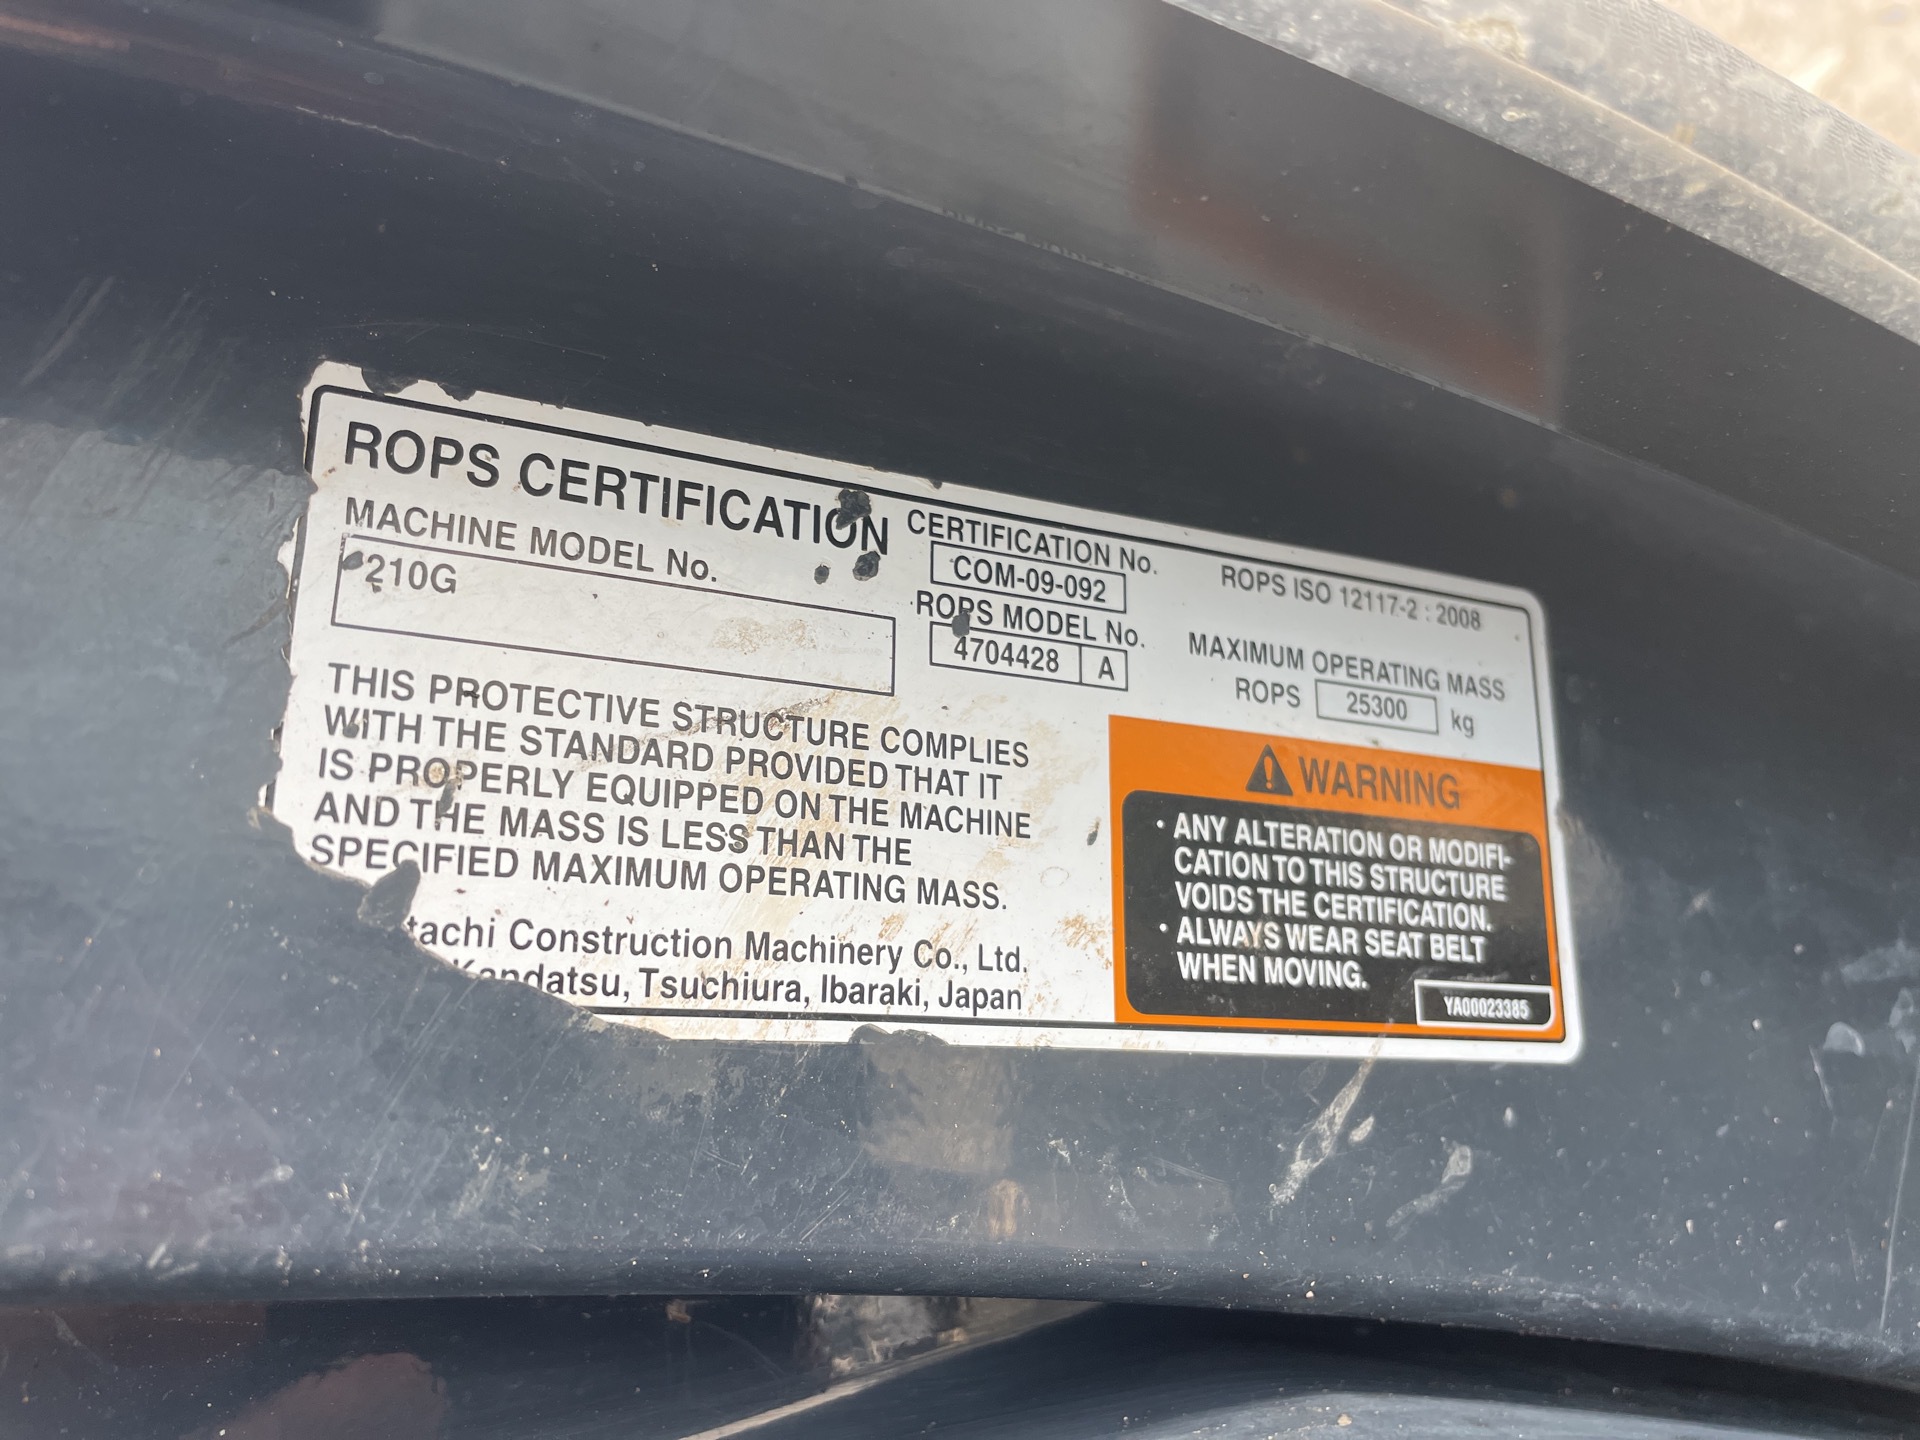 ROPS CERTIFICATION
MACHINE MODEL No.
210G
CERTIFICATION No.
COM-09-092
ROPS MODEL No.
4704428 A
ROPS ISO 12117-2 : 2008
MAXIMUM OPERATING MASS
ROPS 25300 kg
THIS PROTECTIVE STRUCTURE COMPLIES
WITH THE STANDARD PROVIDED THAT IT
IS PROPERLY EQUIPPED ON THE MACHINE
AND THE MASS IS LESS THAN THE
SPECIFIED MAXIMUM OPERATING MASS.
tachi Construction Machinery Co., Ltd.
Kandatsu, Tsuchiura, Ibaraki, Japan
WARNING
• ANY ALTERATION OR MODIFI-
CATION TO THIS STRUCTURE
VOIDS THE CERTIFICATION.
• ALWAYS WEAR SEAT BELT
WHEN MOVING.
YA00023385